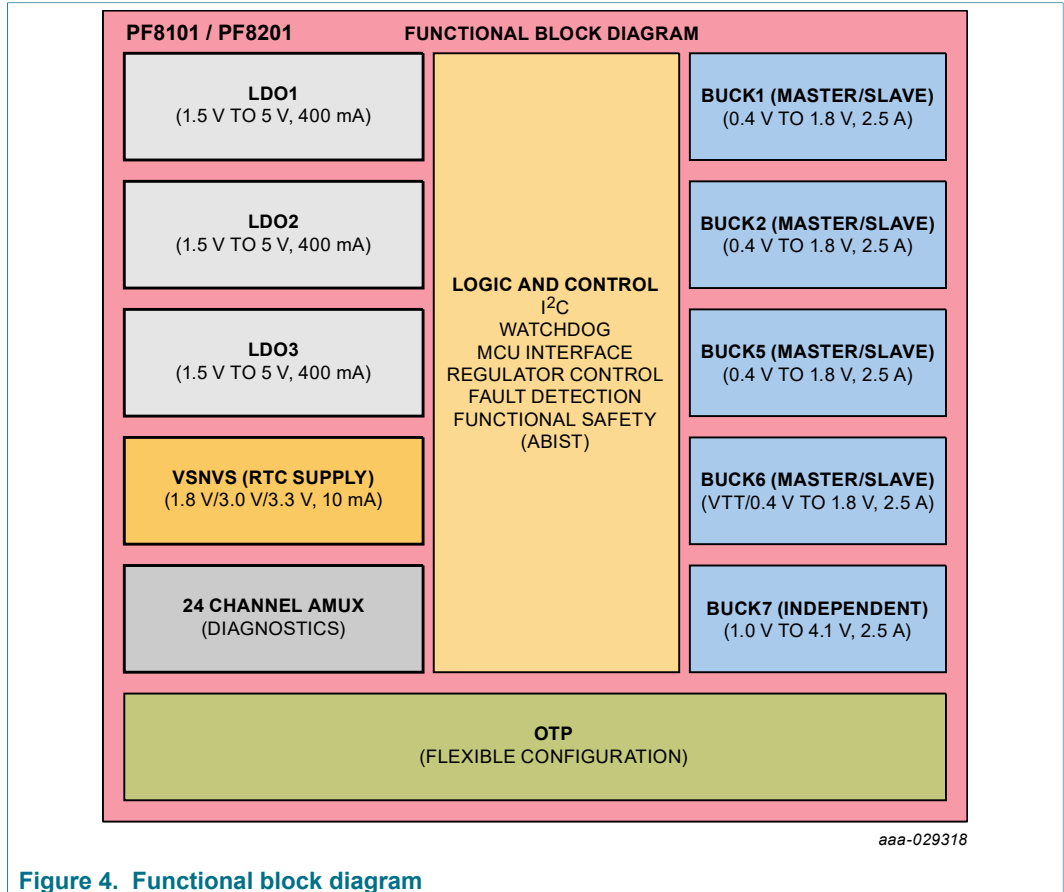 PF8101 / PF8201
FUNCTIONAL BLOCK DIAGRAM
LDO1
(1.5 V TO 5 V, 400 mA)
LDO2
(1.5 V TO 5 V, 400 mA)
LDO3
(1.5 V TO 5 V, 400 mA)
VSNVS (RTC SUPPLY)
(1.8 V/3.0 V/3.3 V, 10 mA)
24 CHANNEL AMUX
(DIAGNOSTICS)
LOGIC AND CONTROL
I²C
WATCHDOG
MCU INTERFACE
REGULATOR CONTROL
FAULT DETECTION
FUNCTIONAL SAFETY
(ABIST)
BUCK1 (MASTER/SLAVE)
(0.4 V TO 1.8 V, 2.5 A)
BUCK2 (MASTER/SLAVE)
(0.4 V TO 1.8 V, 2.5 A)
BUCK5 (MASTER/SLAVE)
(0.4 V TO 1.8 V, 2.5 A)
BUCK6 (MASTER/SLAVE)
(VTT/0.4 V TO 1.8 V, 2.5 A)
BUCK7 (INDEPENDENT)
(1.0 V TO 4.1 V, 2.5 A)
OTP
(FLEXIBLE CONFIGURATION)
aaa-029318
Figure 4. Functional block diagram